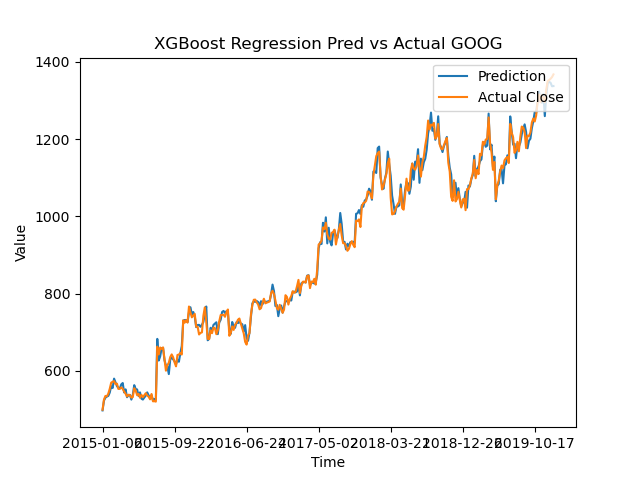 XGBoost Regression Pred vs Actual GOOG
Prediction
Actual Close
1400
1200
1000
800
600
Value
2015-01-06 2015-09-22 2016-06-24 2017-05-02 2018-03-21 2018-12-26 2019-10-17
Time